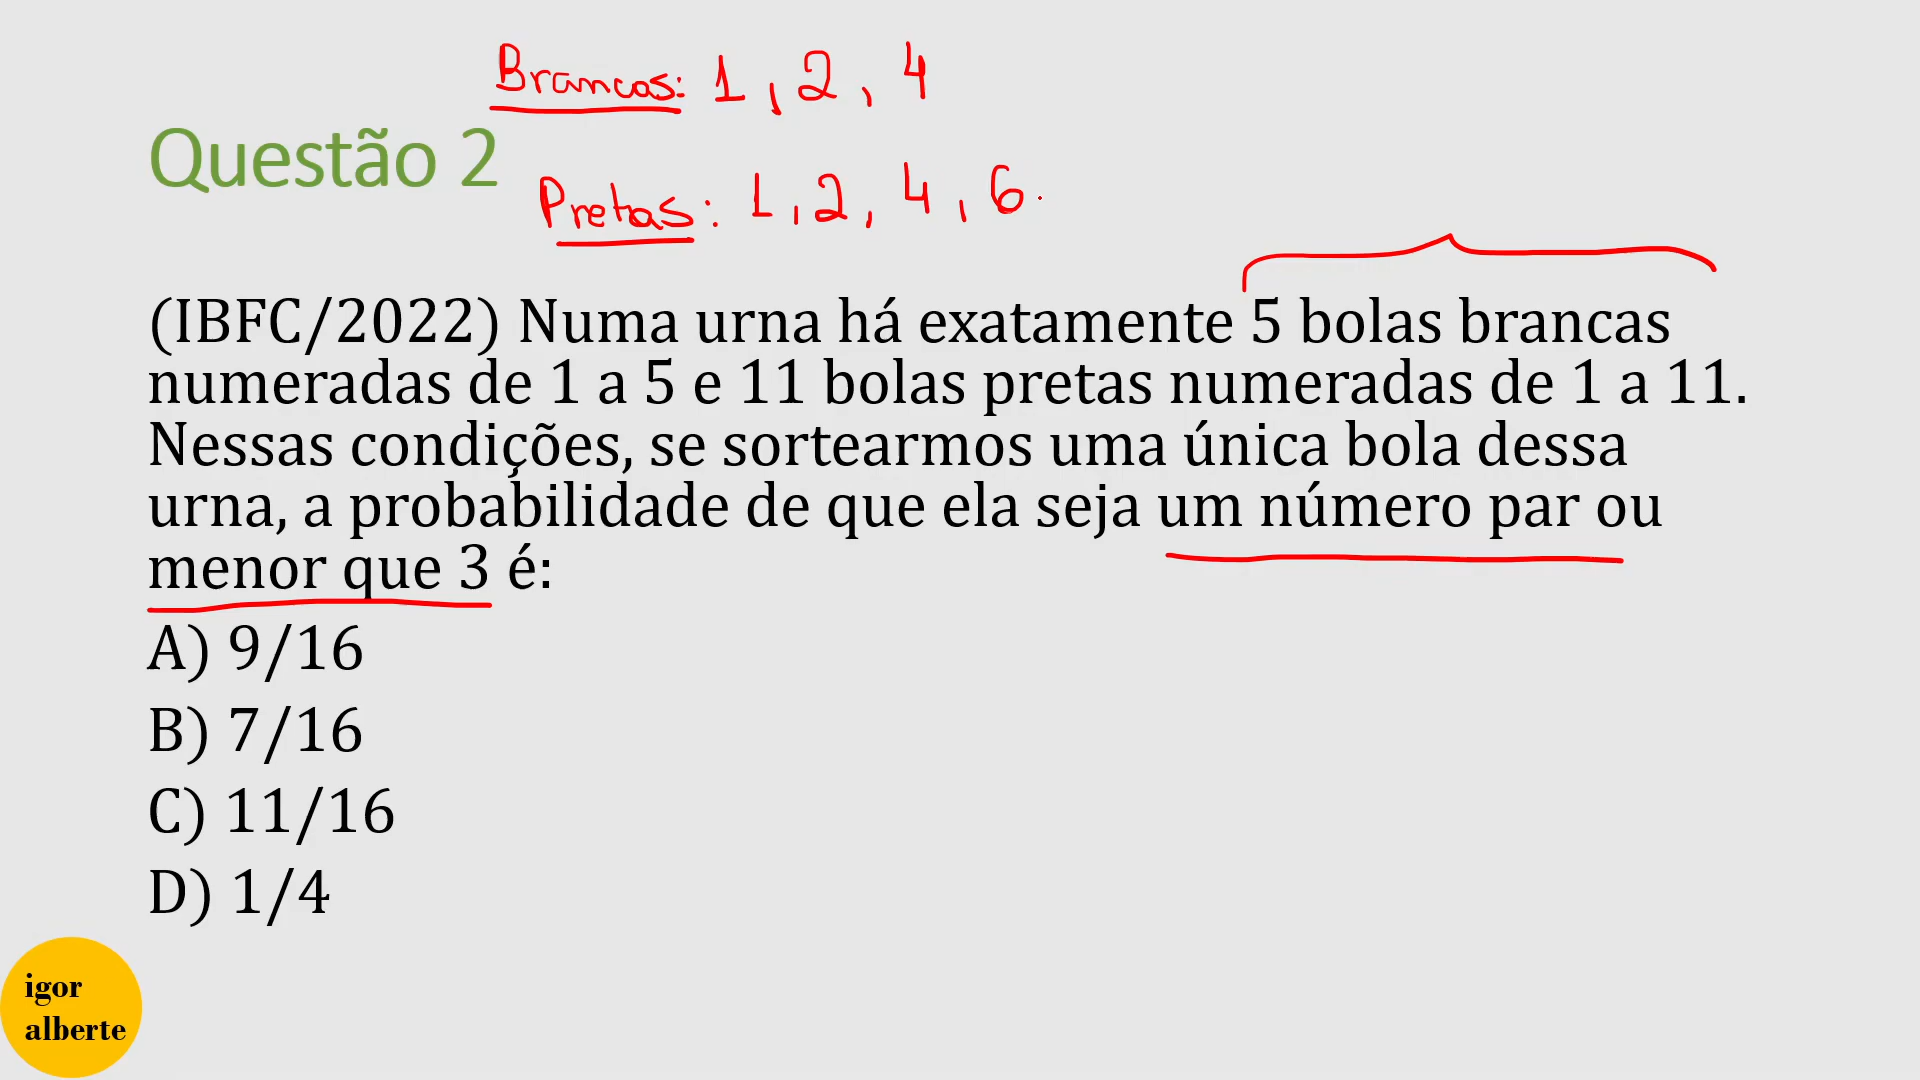 Brancas: 1, 2, 4
Questão 2
Pretas: 1, 2, 4, 6.
(IBFC/2022) Numa urna há exatamente 5 bolas brancas
numeradas de 1 a 5 e 11 bolas pretas numeradas de 1 a 11.
Nessas condições, se sortearmos uma única bola dessa
urna, a probabilidade de que ela seja um número par ou
menor que 3 é:
A) 9/16
B) 7/16
C) 11/16
D) 1/4
igor
alberte